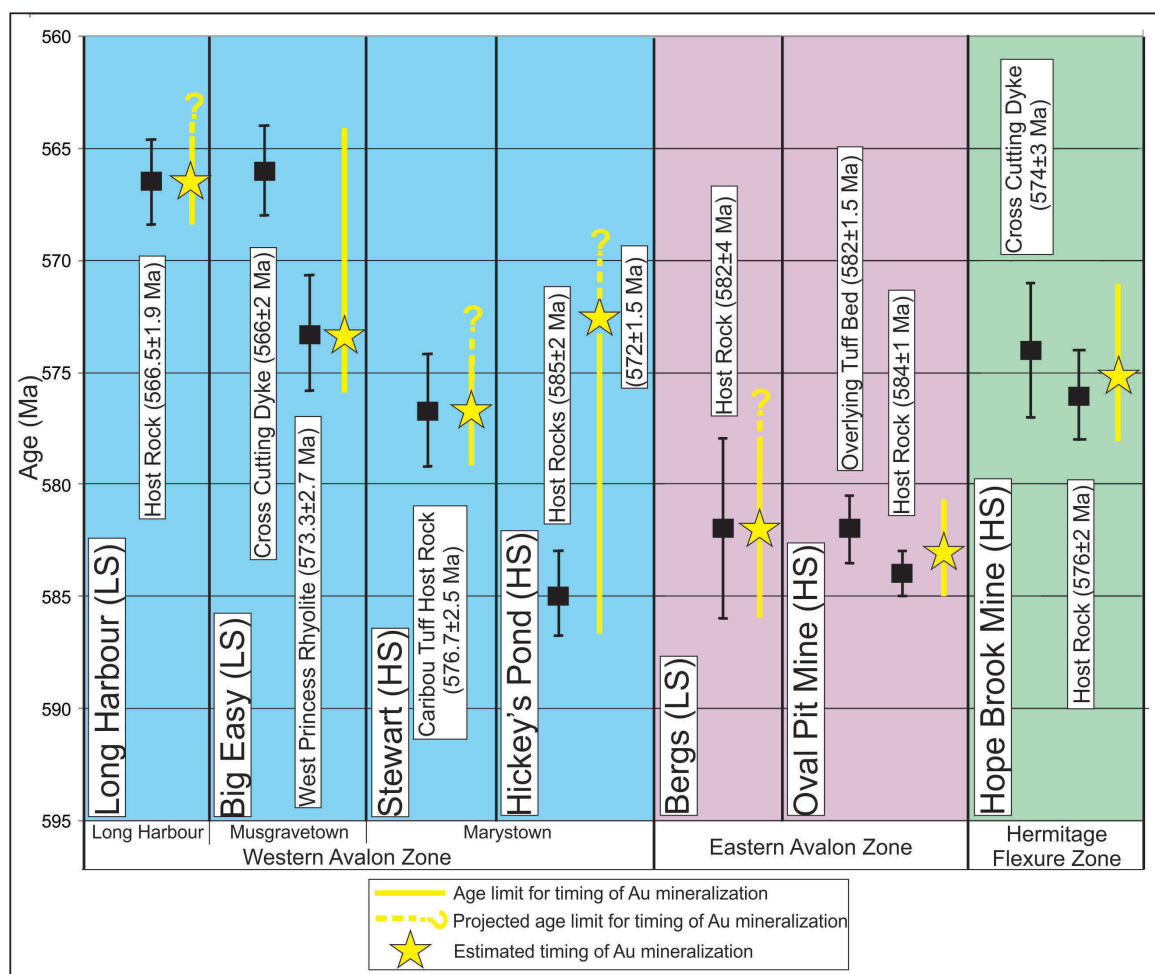 560
565
570
575
580
585
590
595
Age (Ma)
?
Host Rock (566.5±1.9 Ma)
Long Harbour (LS)
Cross Cutting Dyke (566±2 Ma)
West Princess Rhyolite (573.3±2.7 Ma)
Big Easy (LS)
?
Caribou Tuff Host Rock
(576.7±2.5 Ma)
Stewart (HS)
?
Host Rocks (585±2 Ma)
(572±1.5 Ma)
Hickey's Pond (HS)
Host Rock (582±4 Ma)
?
Bergs (LS)
Overlying Tuff Bed (582±1.5 Ma)
Host Rock (584±1 Ma)
Oval Pit Mine (HS)
Cross Cutting Dyke
(574±3 Ma)
Host Rock (576±2 Ma)
Hope Brook Mine (HS)
Long Harbour
Musgravetown
Marystown
Western Avalon Zone
Eastern Avalon Zone
Hermitage
Flexure Zone
Age limit for timing of Au mineralization
? Projected age limit for timing of Au mineralization
Estimated timing of Au mineralization